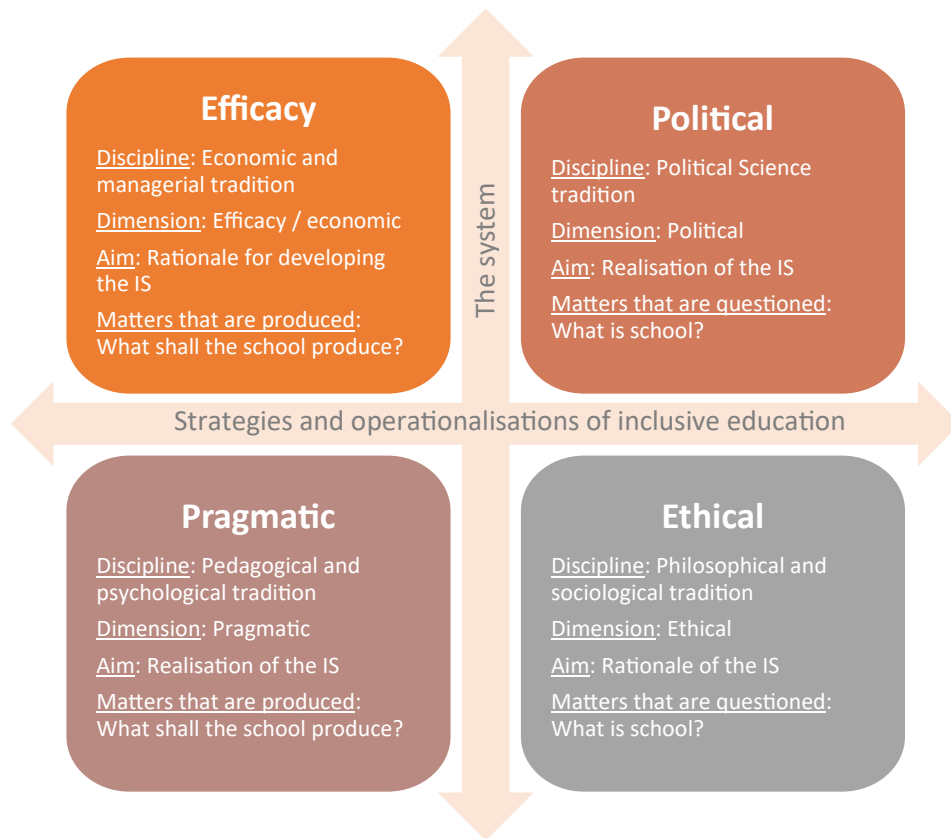 Efficacy
Discipline: Economic and
managerial tradition
Dimension: Efficacy / economic
Aim: Rationale for developing
the IS
Matters that are produced:
What shall the school produce?
Political
Discipline: Political Science
tradition
Dimension: Political
Aim: Realisation of the IS
Matters that are questioned:
What is school?
The system
Strategies and operationalisations of inclusive education
Pragmatic
Discipline: Pedagogical and
psychological tradition
Dimension: Pragmatic
Aim: Realisation of the IS
Matters that are produced:
What shall the school produce?
Ethical
Discipline: Philosophical and
sociological tradition
Dimension: Ethical
Aim: Rationale of the IS
Matters that are questioned:
What is school?